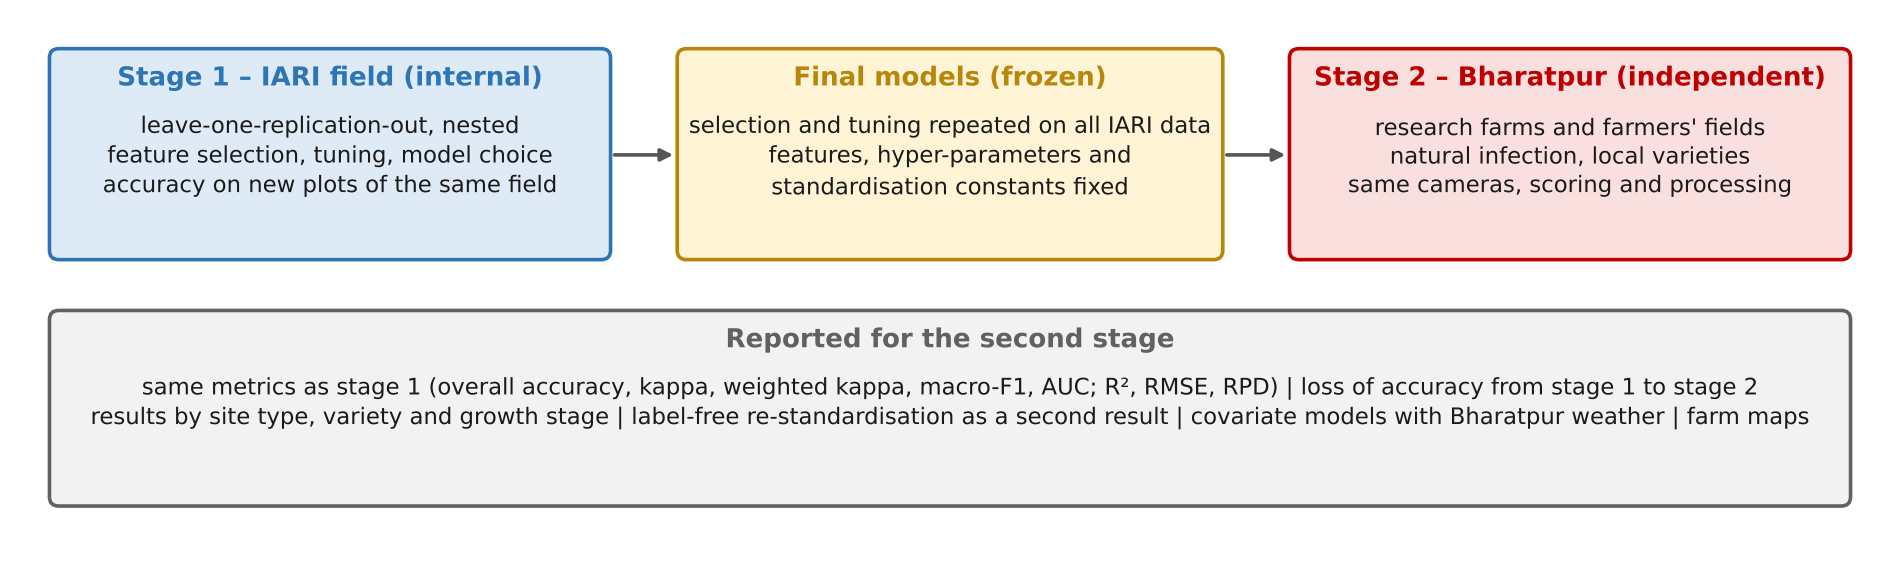 Stage 1 – IARI field (internal)
leave-one-replication-out, nested
feature selection, tuning, model choice
accuracy on new plots of the same field
Final models (frozen)
selection and tuning repeated on all IARI data
features, hyper-parameters and
standardisation constants fixed
Stage 2 – Bharatpur (independent)
research farms and farmers' fields
natural infection, local varieties
same cameras, scoring and processing
Reported for the second stage
same metrics as stage 1 (overall accuracy, kappa, weighted kappa, macro-F1, AUC; R², RMSE, RPD) | loss of accuracy from stage 1 to stage 2
results by site type, variety and growth stage | label-free re-standardisation as a second result | covariate models with Bharatpur weather | farm maps